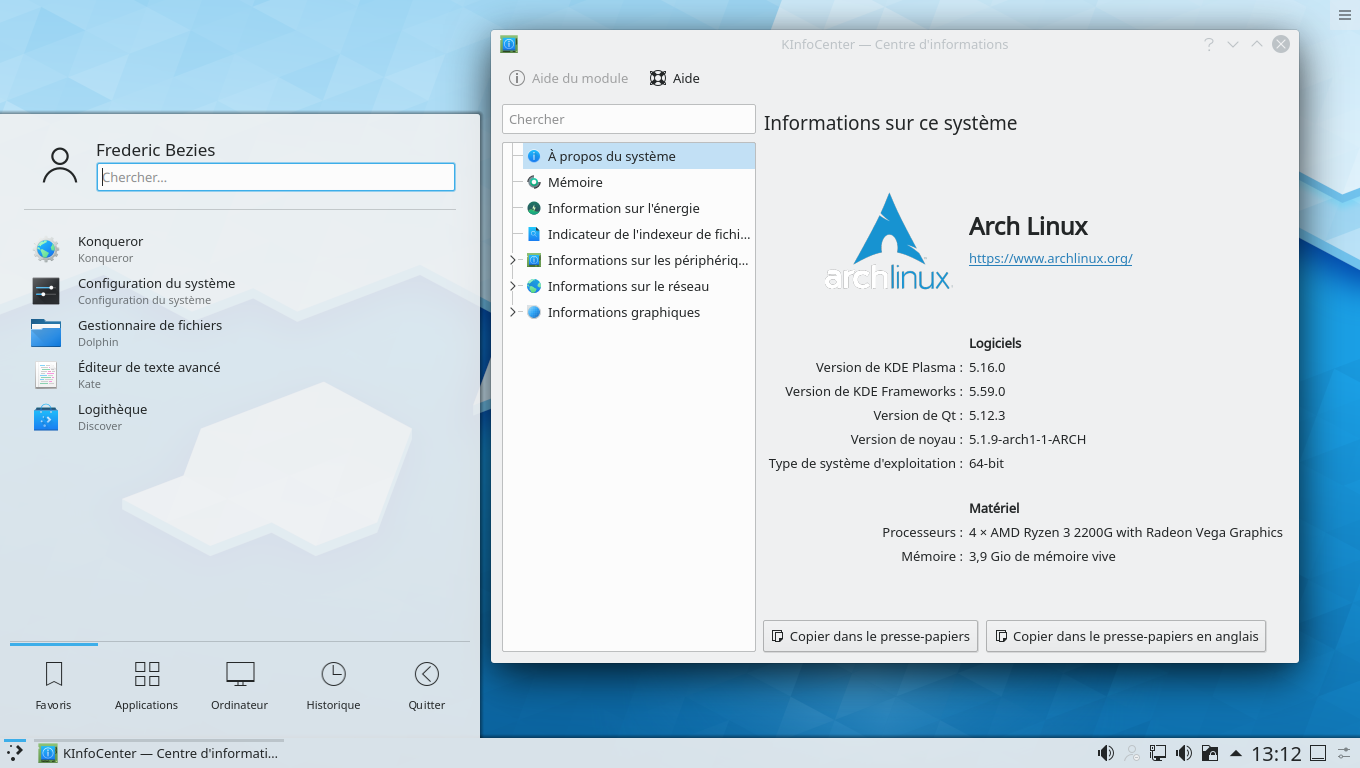 Frederic Bezies
Chercher...
Konqueror
Konqueror
Configuration du système
Configuration du système
Gestionnaire de fichiers
Dolphin
Éditeur de texte avancé
Kate
Logithèque
Discover
Favoris
Applications
Ordinateur
Historique
Quitter
KInfoCenter — Centre d'informations
Aide du module
Aide
Chercher
À propos du système
Mémoire
Information sur l'énergie
Indicateur de l'indexeur de fichi...
Informations sur les périphériq...
Informations sur le réseau
Informations graphiques
Informations sur ce système
archlinux
Arch Linux
https://www.archlinux.org/
Logiciels
Version de KDE Plasma : 5.16.0
Version de KDE Frameworks : 5.59.0
Version de Qt : 5.12.3
Version de noyau : 5.1.9-arch1-1-ARCH
Type de système d'exploitation : 64-bit
Matériel
Processeurs : 4 × AMD Ryzen 3 2200G with Radeon Vega Graphics
Mémoire : 3,9 Gio de mémoire vive
Copier dans le presse-papiers
Copier dans le presse-papiers en anglais
KInfoCenter — Centre d'informati...
13:12